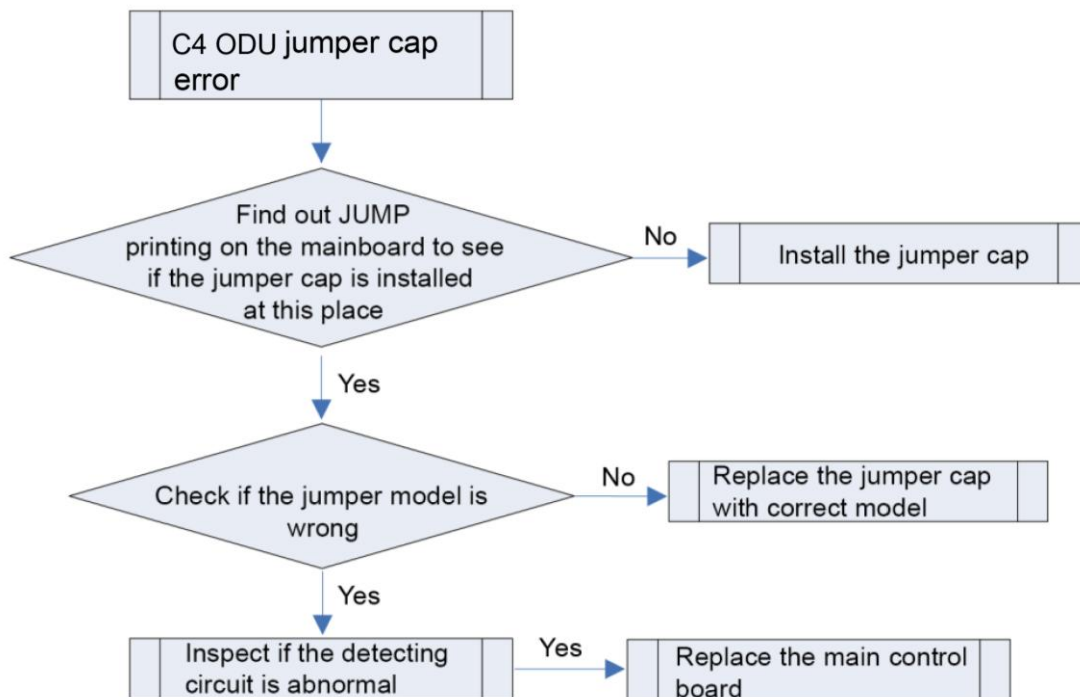 C4 ODU jumper cap
error
Find out JUMP
printing on the mainboard to see
if the jumper cap is installed
at this place
No
Install the jumper cap
Yes
Check if the jumper model is
wrong
No
Replace the jumper cap
with correct model
Yes
Inspect if the detecting
circuit is abnormal
Yes
Replace the main control
board